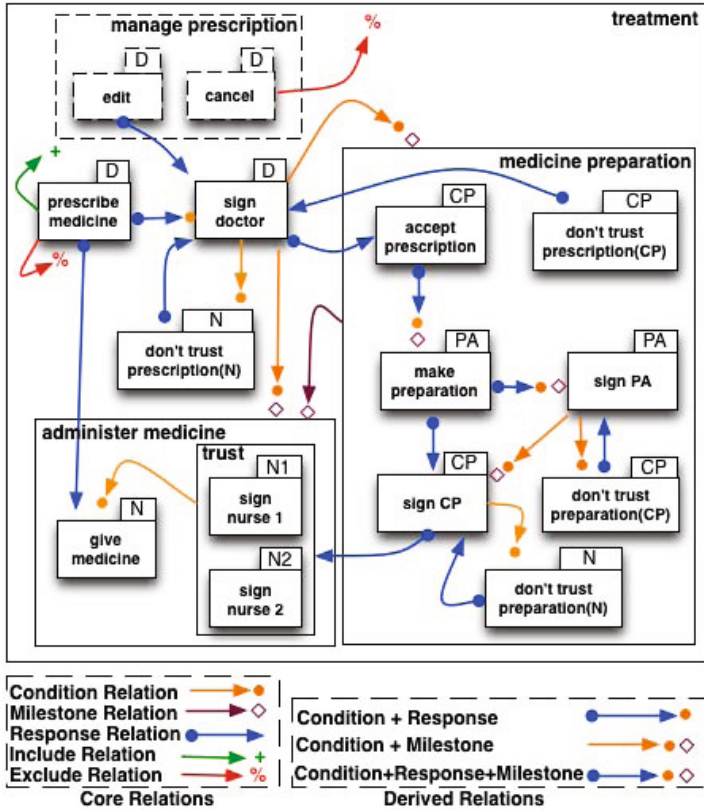 manage prescription
treatment
%
D
D
edit
cancel
+
D
prescribe
medicine
D
sign
doctor
medicine preparation
CP
accept
prescription
CP
don't trust
prescription(CP)
%
N
don't trust
prescription(N)
PA
make
preparation
PA
sign PA
administer medicine
trust
N1
sign
nurse 1
CP
sign CP
CP
don't trust
preparation(CP)
N
give
medicine
N2
sign
nurse 2
N
don't trust
preparation(N)
Condition Relation
Milestone Relation
Response Relation
Include Relation +
Exclude Relation %
Core Relations
Condition + Response
Condition + Milestone
Condition+Response+Milestone
Derived Relations